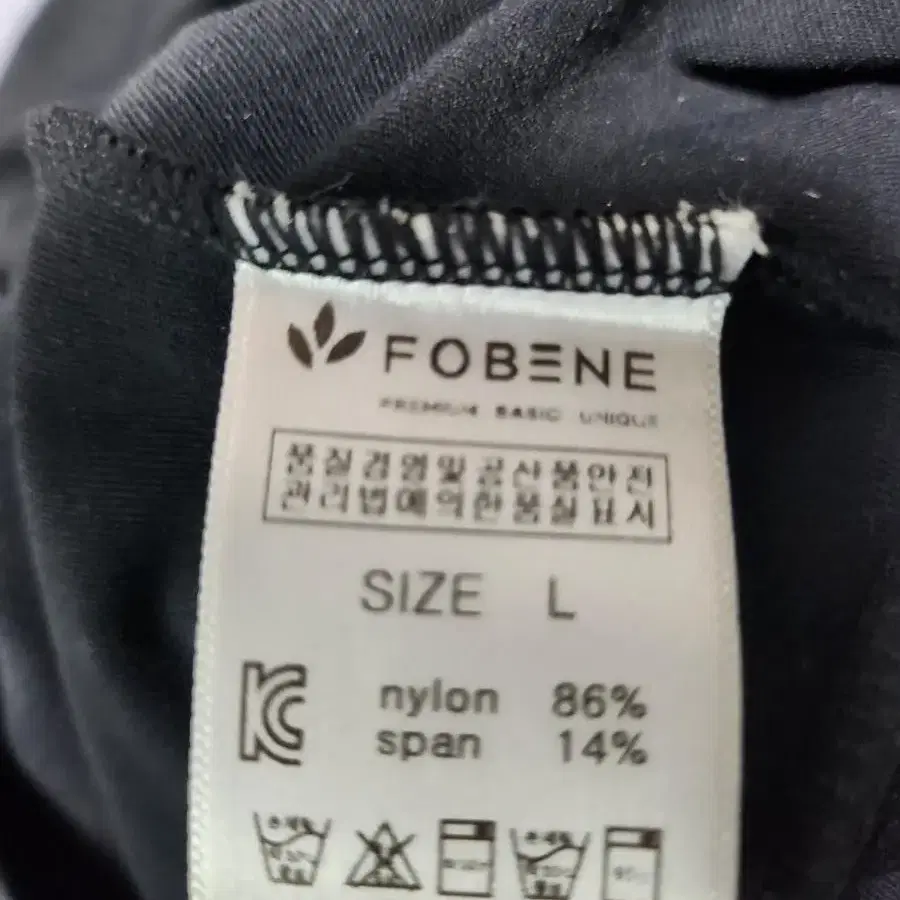 FOBENE
PREMIUM BASIC UNIQUE
품질경영및공산품안전
관리법에의한품질표시
SIZE L
nylon 86%
span 14%